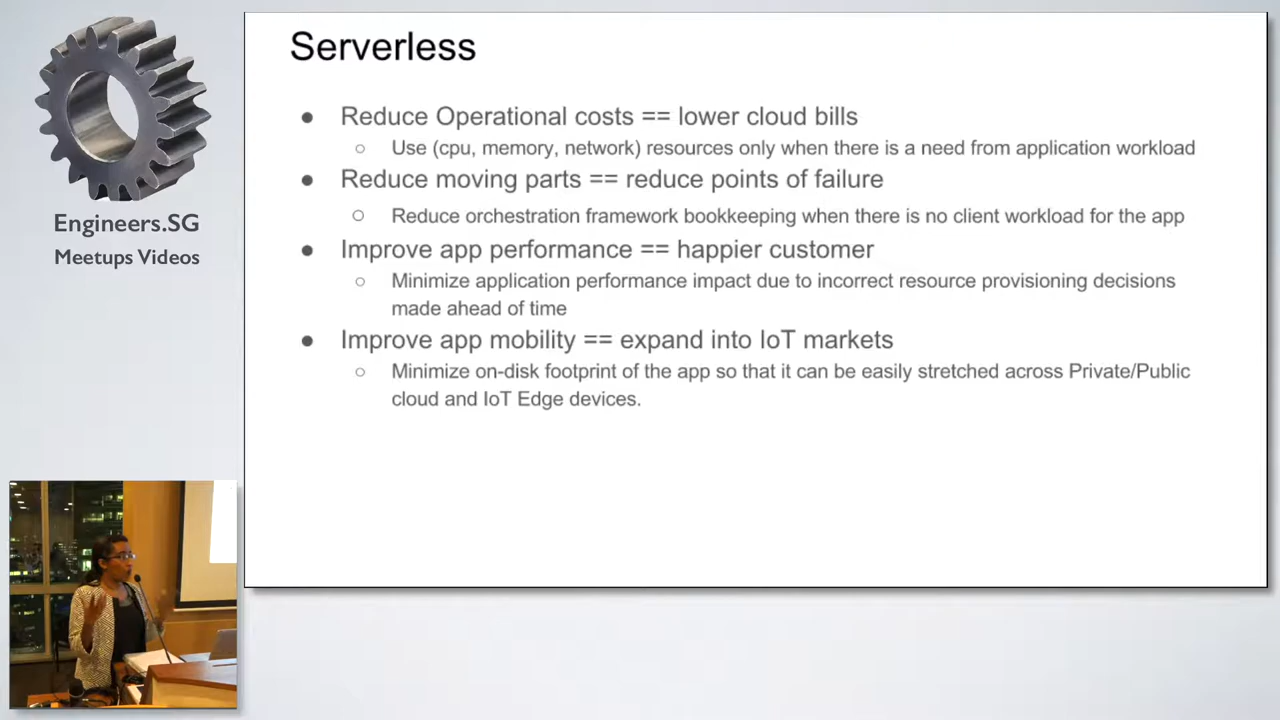 Serverless
● Reduce Operational costs == lower cloud bills
○ Use (cpu, memory, network) resources only when there is a need from application workload
● Reduce moving parts == reduce points of failure
○ Reduce orchestration framework bookkeeping when there is no client workload for the app
● Improve app performance == happier customer
○ Minimize application performance impact due to incorrect resource provisioning decisions
made ahead of time
● Improve app mobility == expand into IoT markets
○ Minimize on-disk footprint of the app so that it can be easily stretched across Private/Public
cloud and IoT Edge devices.
Engineers.SG
Meetups Videos